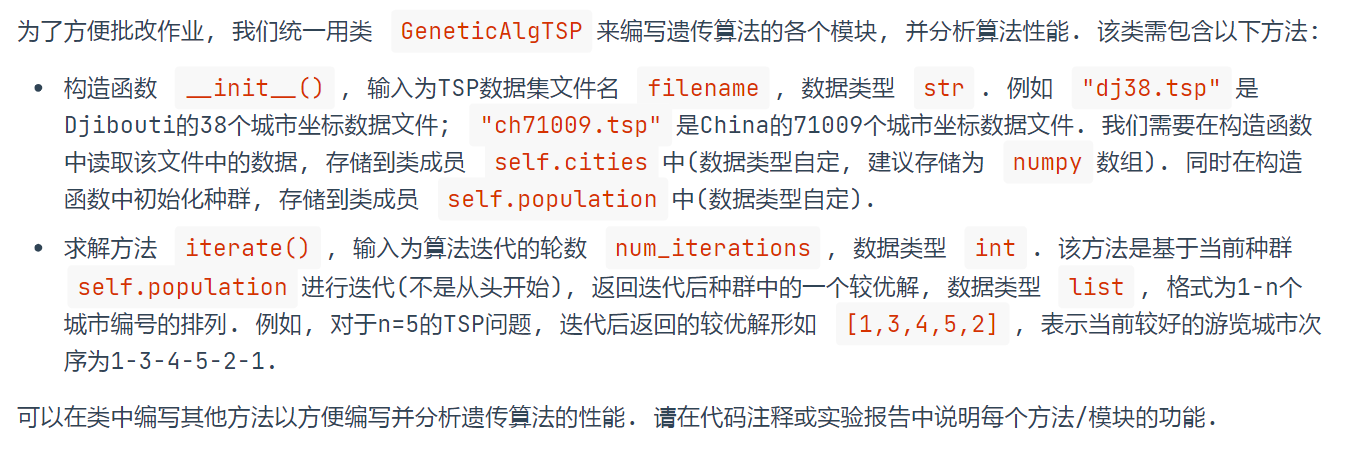 为了方便批改作业, 我们统一用类 GeneticAlgTSP 来编写遗传算法的各个模块, 并分析算法性能. 该类需包含以下方法:
• 构造函数 __init__() , 输入为TSP数据集文件名 filename , 数据类型 str . 例如 "dj38.tsp" 是
Djibouti的38个城市坐标数据文件; "ch71009.tsp" 是China的71009个城市坐标数据文件. 我们需要在构造函数
中读取该文件中的数据, 存储到类成员 self.cities 中(数据类型自定, 建议存储为 numpy 数组). 同时在构造
函数中初始化种群, 存储到类成员 self.population 中(数据类型自定).
• 求解方法 iterate() , 输入为算法迭代的轮数 num_iterations , 数据类型 int . 该方法是基于当前种群
self.population 进行迭代(不是从头开始), 返回迭代后种群中的一个较优解, 数据类型 list , 格式为1-n个
城市编号的排列. 例如, 对于n=5的TSP问题, 迭代后返回的较优解形如 [1,3,4,5,2] , 表示当前较好的游览城市次
序为1-3-4-5-2-1.
可以在类中编写其他方法以方便编写并分析遗传算法的性能. 请在代码注释或实验报告中说明每个方法/模块的功能.